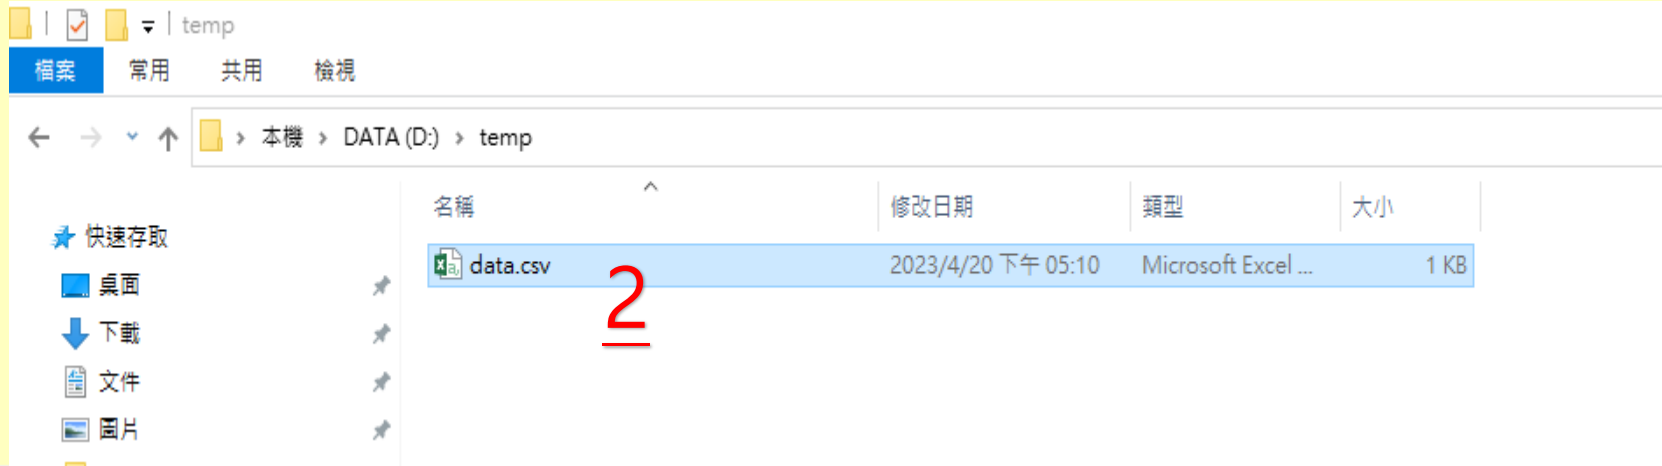 temp
檔案 常用 共用 檢視
本機 DATA (D:) temp
名稱 修改日期 類型 大小
快速存取
data.csv 2023/4/20 下午 05:10 Microsoft Excel ... 1 KB
2
桌面
下載
文件
圖片